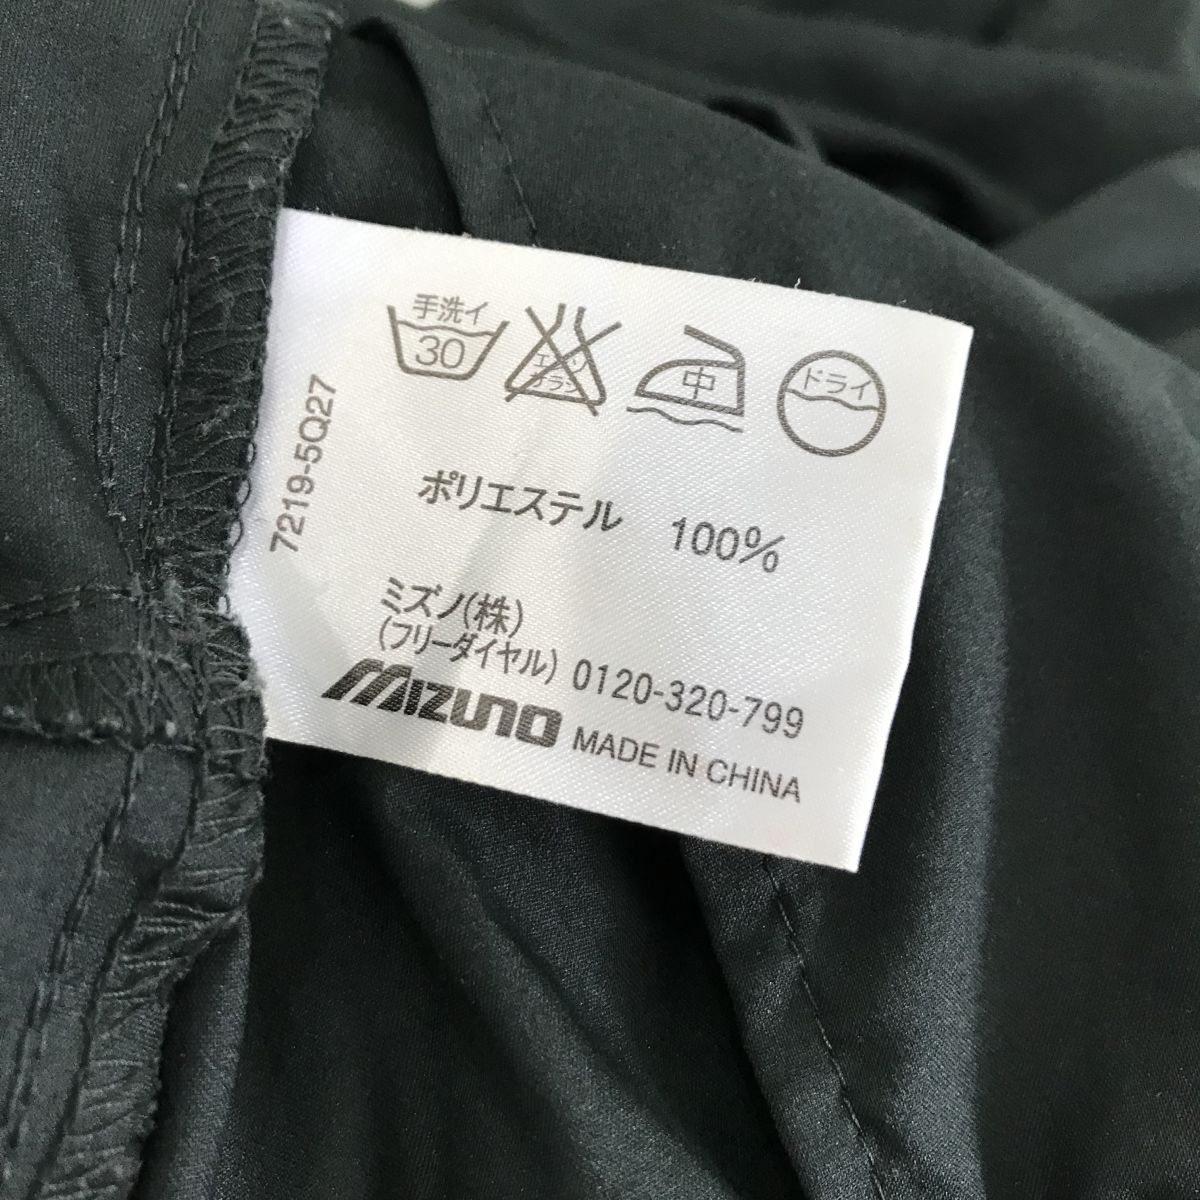 手洗イ
30
エンソ
サラシ
中
ドライ
7219-5Q27
ポリエステル 100%
ミズノ(株)
(フリーダイヤル) 0120-320-799
MIZUNO MADE IN CHINA